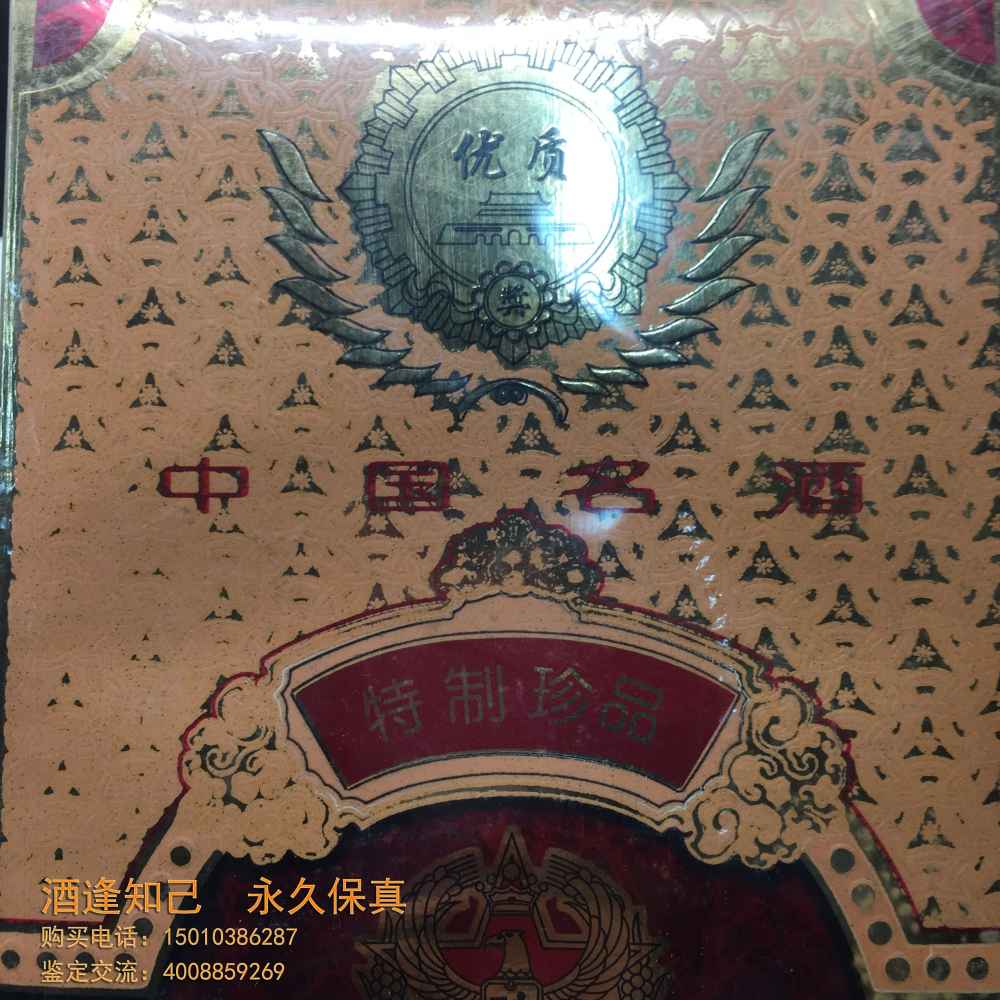 优质
奖
中国名酒
特制珍品
酒逢知己 永久保真
购买电话：15010386287
鉴定交流：4008859269